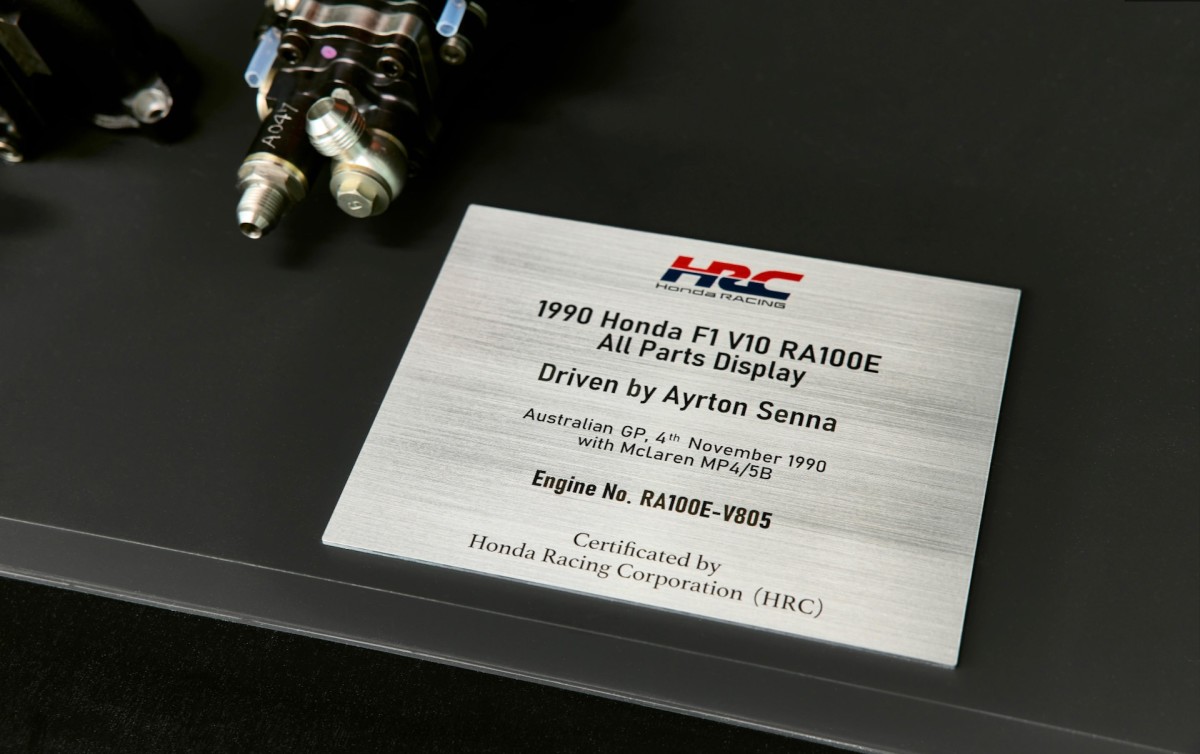 A047
HRC
Honda RACING
1990 Honda F1 V10 RA100E
All Parts Display
Driven by Ayrton Senna
Australian GP, 4th November 1990
with McLaren MP4/5B
Engine No. RA100E-V805
Certificated by
Honda Racing Corporation (HRC)